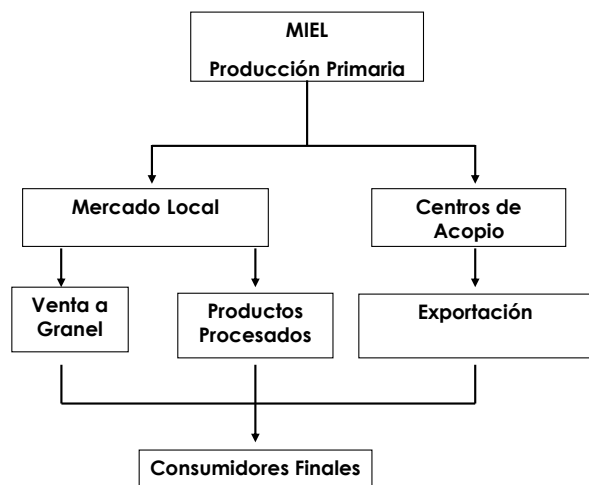 MIEL
Producción Primaria
Mercado Local
Centros de
Acopio
Venta a
Granel
Productos
Procesados
Exportación
Consumidores Finales